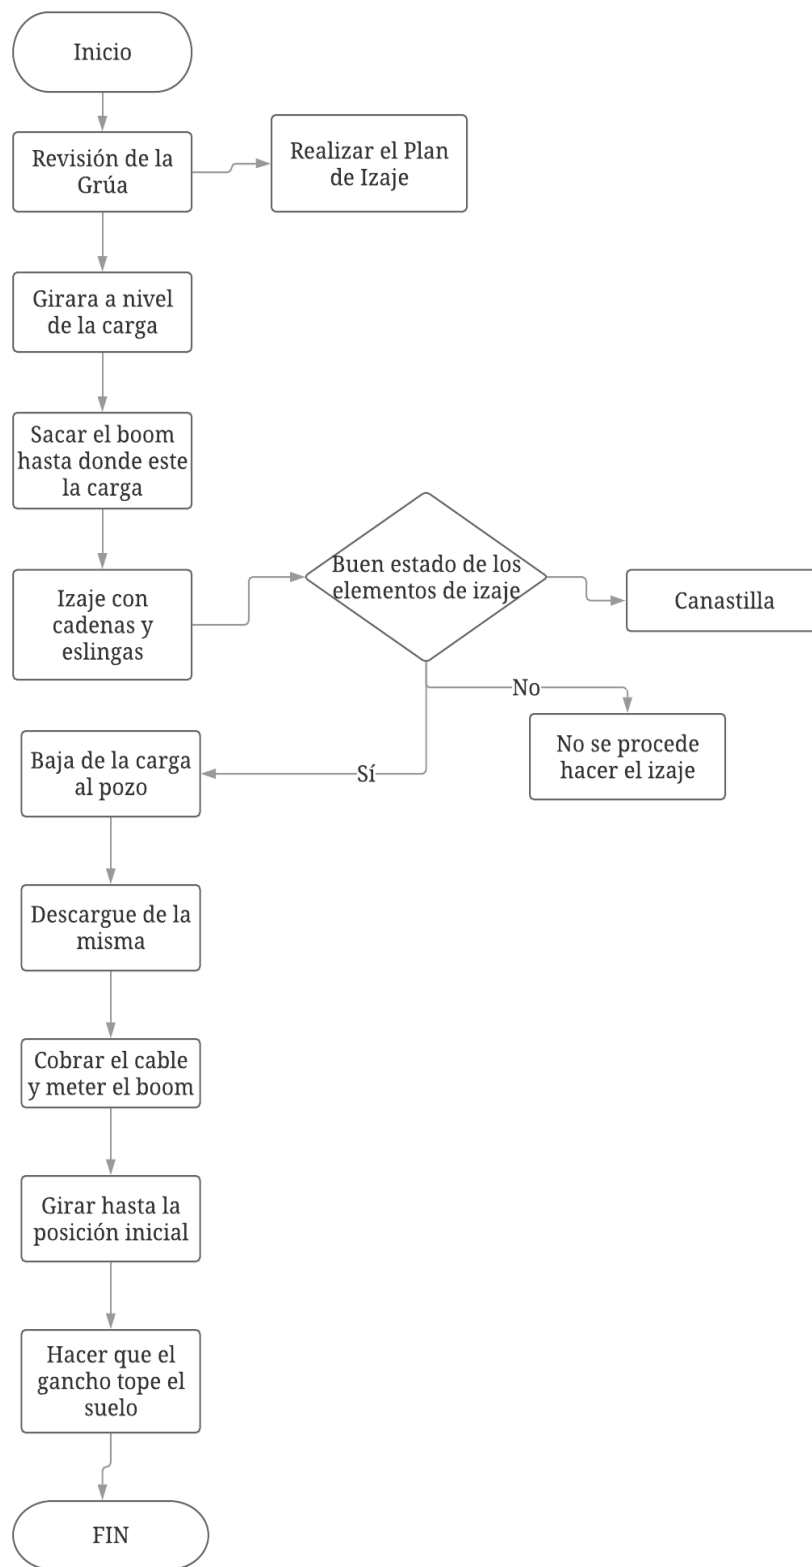 Inicio
Revisión de la
Grúa
Realizar el Plan
de Izaje
Girara a nivel
de la carga
Sacar el boom
hasta donde este
la carga
Izaje con
cadenas y
eslingas
Buen estado de los
elementos de izaje
Canastilla
No
No se procede
hacer el izaje
Sí
Baja de la carga
al pozo
Descargue de la
misma
Cobrar el cable
y meter el boom
Girar hasta la
posición inicial
Hacer que el
gancho tope el
suelo
FIN